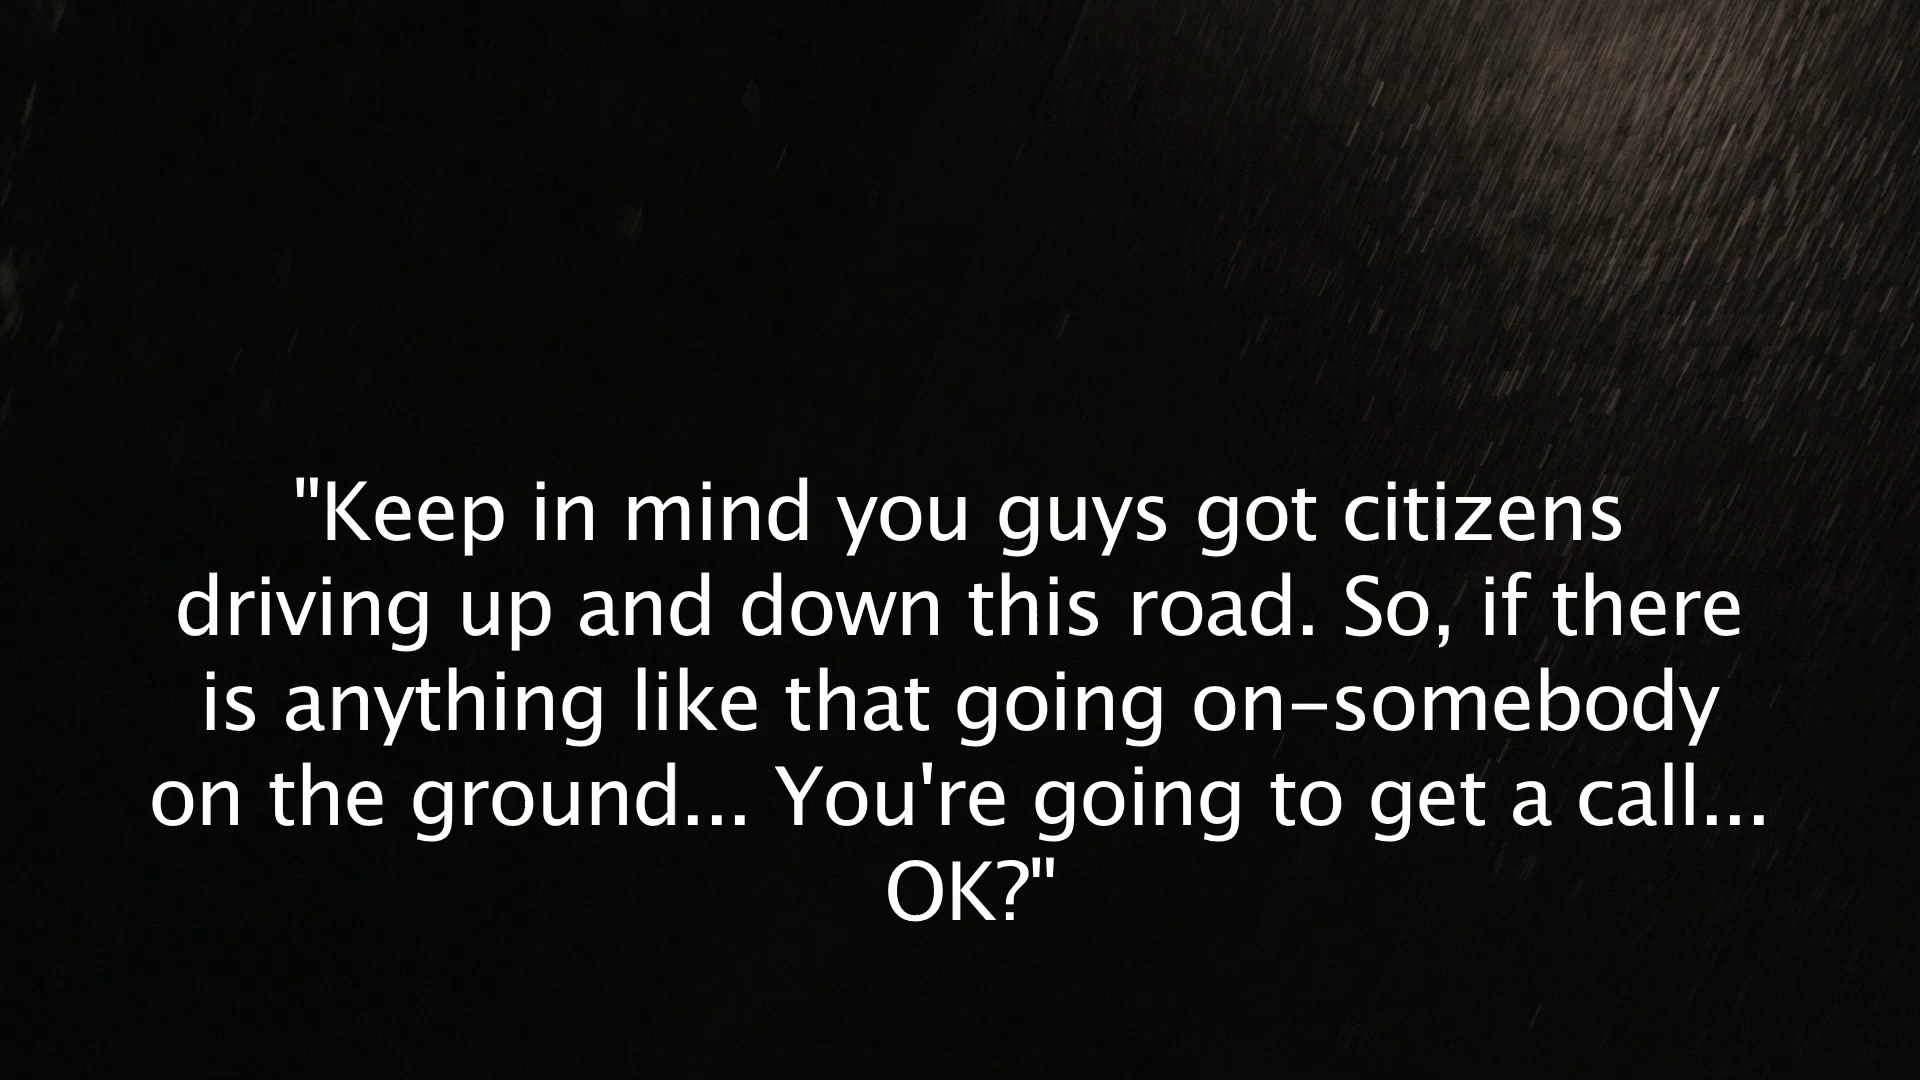 "Keep in mind you guys got citizens
driving up and down this road. So, if there
is anything like that going on–somebody
on the ground... You're going to get a call...
OK?"